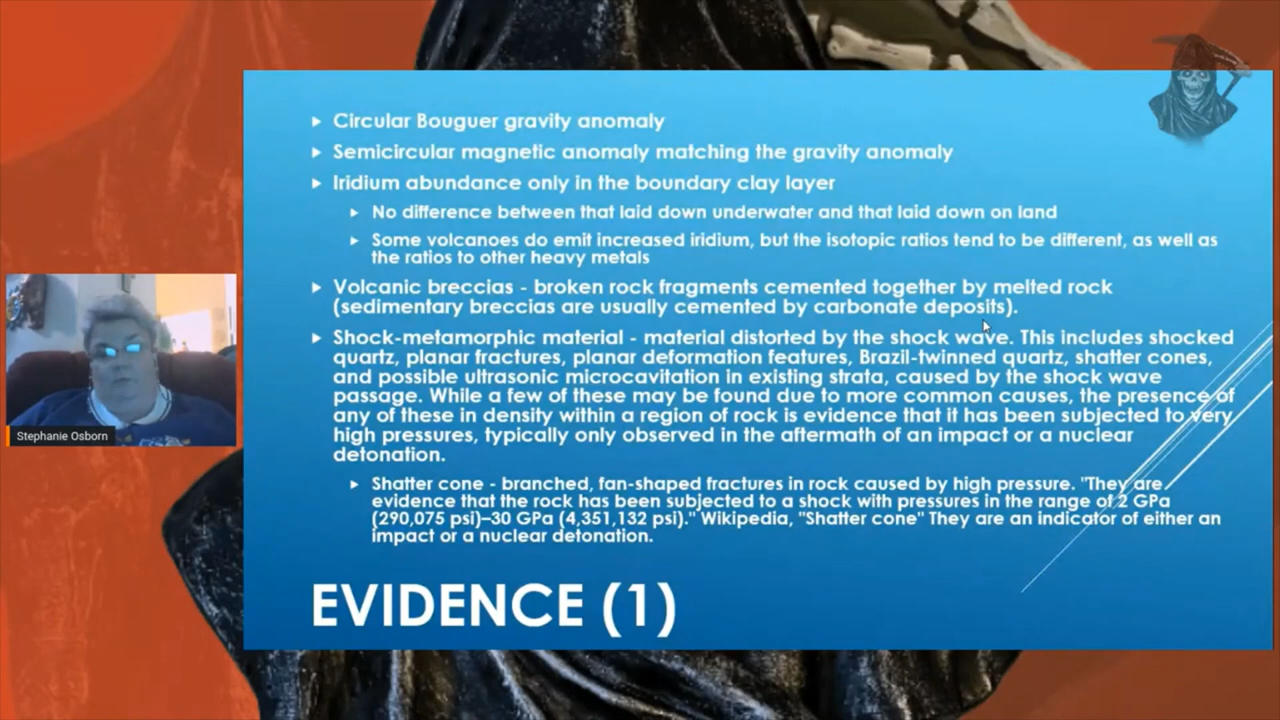 Circular Bouguer gravity anomaly
Semicircular magnetic anomaly matching the gravity anomaly
Iridium abundance only in the boundary clay layer
No difference between that laid down underwater and that laid down on land
Some volcanoes do emit increased iridium, but the isotopic ratios tend to be different, as well as
the ratios to other heavy metals
Volcanic breccias - broken rock fragments cemented together by melted rock
(sedimentary breccias are usually cemented by carbonate deposits).
Shock-metamorphic material - material distorted by the shock wave. This includes shocked
quartz, planar fractures, planar deformation features, Brazil-twinned quartz, shatter cones,
and possible ultrasonic microcavitation in existing strata, caused by the shock wave
passage. While a few of these may be found due to more common causes, the presence of
any of these in density within a region of rock is evidence that it has been subjected to very
high pressures, typically only observed in the aftermath of an impact or a nuclear
detonation.
Shatter cone - branched, fan-shaped fractures in rock caused by high pressure. "They are
evidence that the rock has been subjected to a shock with pressures in the range of 2 GPa
(290,075 psi)–30 GPa (4,351,132 psi)." Wikipedia, "Shatter cone" They are an indicator of either an
impact or a nuclear detonation.
EVIDENCE (1)
Stephanie Osborn